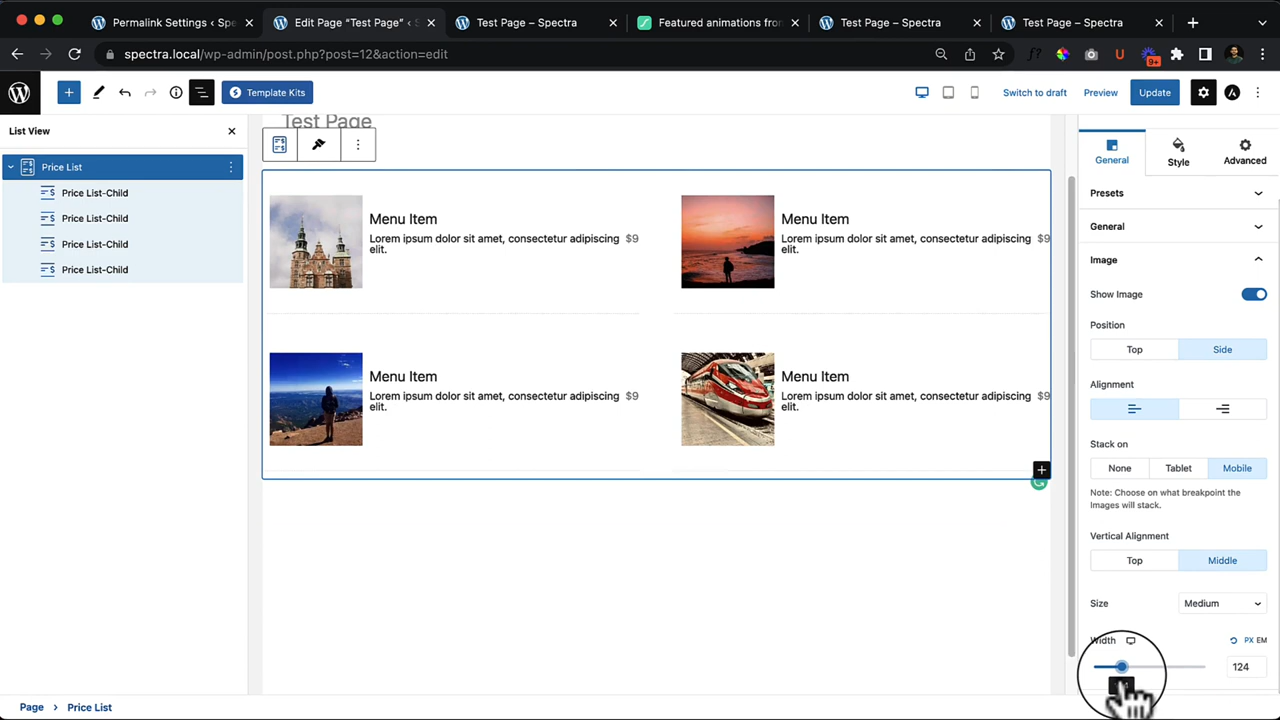 Permalink Settings ‹ Spe
Edit Page “Test Page” ‹ S
Test Page – Spectra
Featured animations from
Test Page – Spectra
Test Page – Spectra
spectra.local/wp-admin/post.php?post=12&action=edit
9+
Template Kits
Switch to draft
Preview
Update
List View
Price List
Price List-Child
Price List-Child
Price List-Child
Price List-Child
Test Page
Menu Item
Lorem ipsum dolor sit amet, consectetur adipiscing $9
elit.
Menu Item
Lorem ipsum dolor sit amet, consectetur adipiscing $9
elit.
Menu Item
Lorem ipsum dolor sit amet, consectetur adipiscing $9
elit.
Menu Item
Lorem ipsum dolor sit amet, consectetur adipiscing $9
elit.
General
Style
Advanced
Presets
General
Image
Show Image
Position
Top
Side
Alignment
Stack on
None
Tablet
Mobile
Note: Choose on what breakpoint the
Images will stack.
Vertical Alignment
Top
Middle
Size
Medium
Width
PX EM
124
Page › Price List